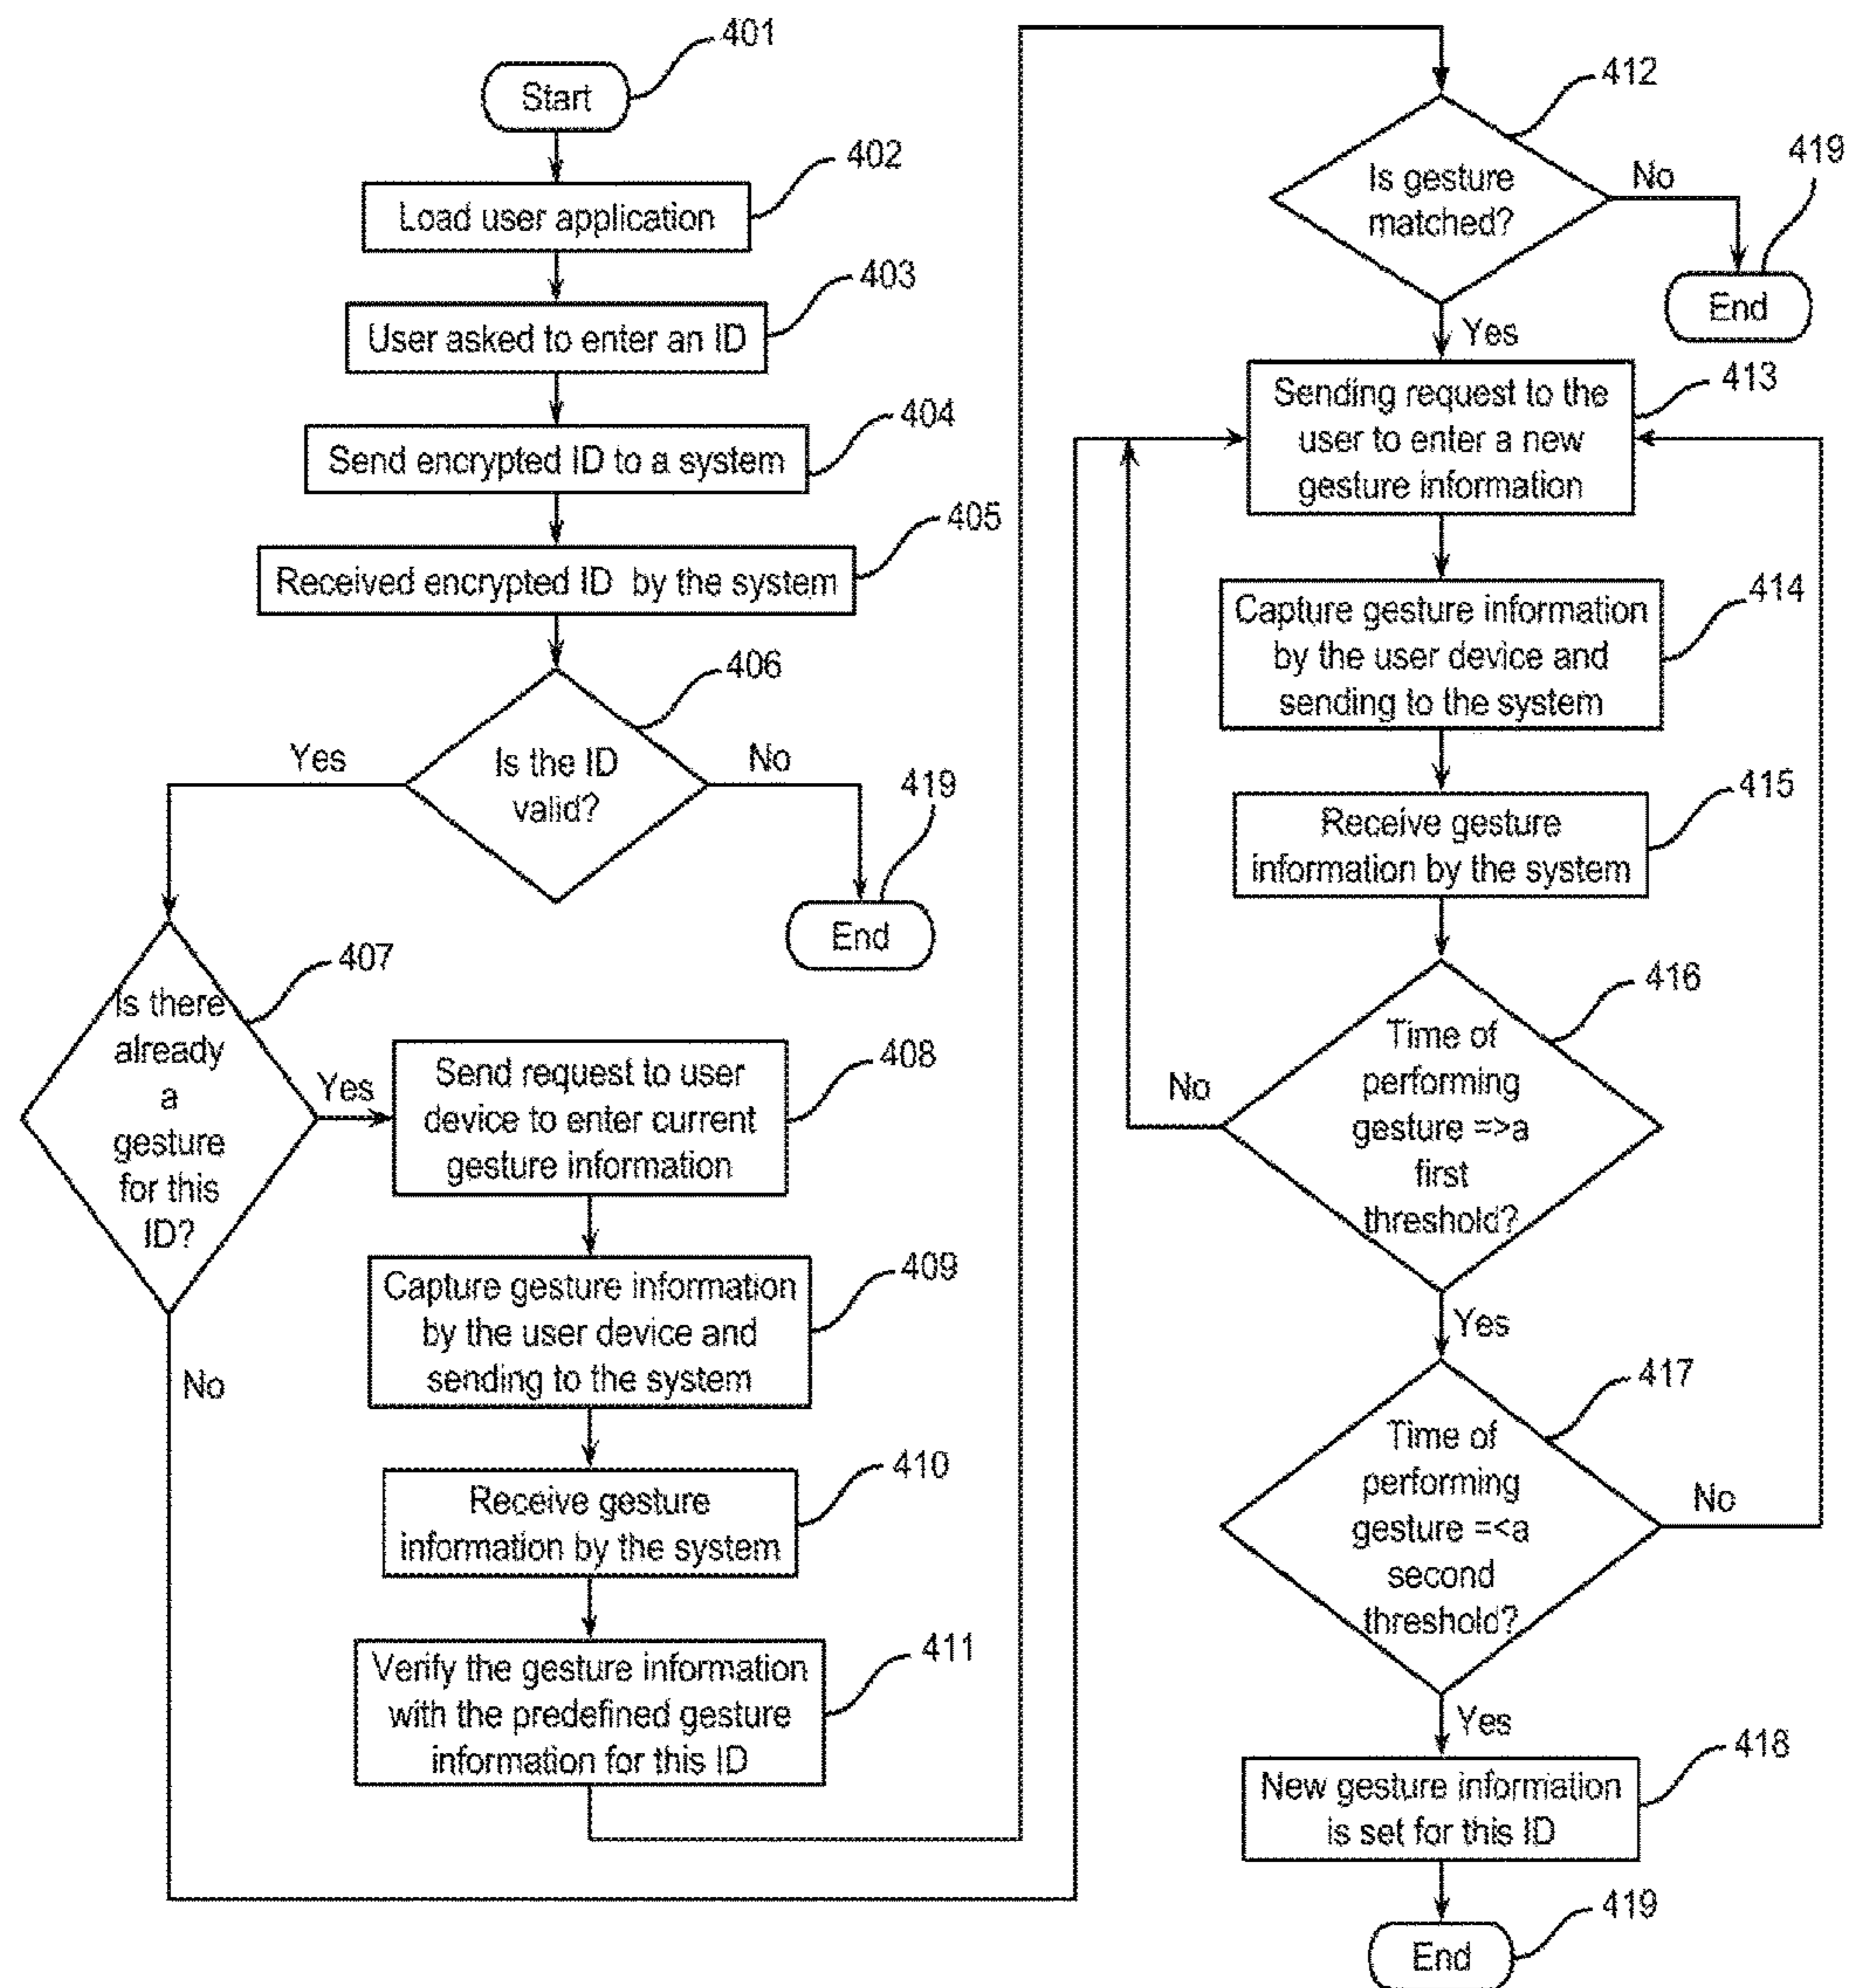 401
Start
402
Load user application
403
User asked to enter an ID
404
Send encrypted ID to a system
405
Received encrypted ID by the system
406
Is the ID
valid?
Yes
No
419
End
407
Is there
already
a
gesture
for this
ID?
Yes
No
408
Send request to user
device to enter current
gesture information
409
Capture gesture information
by the user device and
sending to the system
410
Receive gesture
information by the system
411
Verify the gesture information
with the predefined gesture
information for this ID
412
Is gesture
matched?
No
419
End
Yes
413
Sending request to the
user to enter a new
gesture information
414
Capture gesture information
by the user device and
sending to the system
415
Receive gesture
information by the system
416
Time of
performing
gesture =>a
first
threshold?
No
Yes
417
Time of
performing
gesture =<a
second
threshold?
No
Yes
418
New gesture information
is set for this ID
419
End